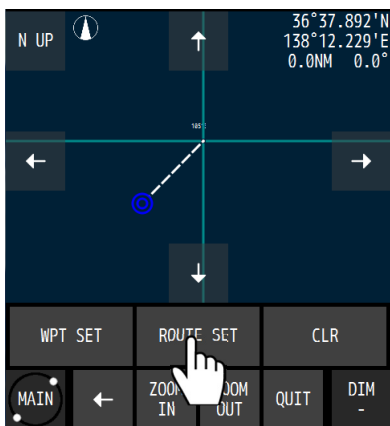 N UP
36°37.892'N
138°12.229'E
0.0NM 0.0°
WPT SET
ROUTE SET
CLR
MAIN
ZOOM IN
ZOOM OUT
QUIT
DIM
-